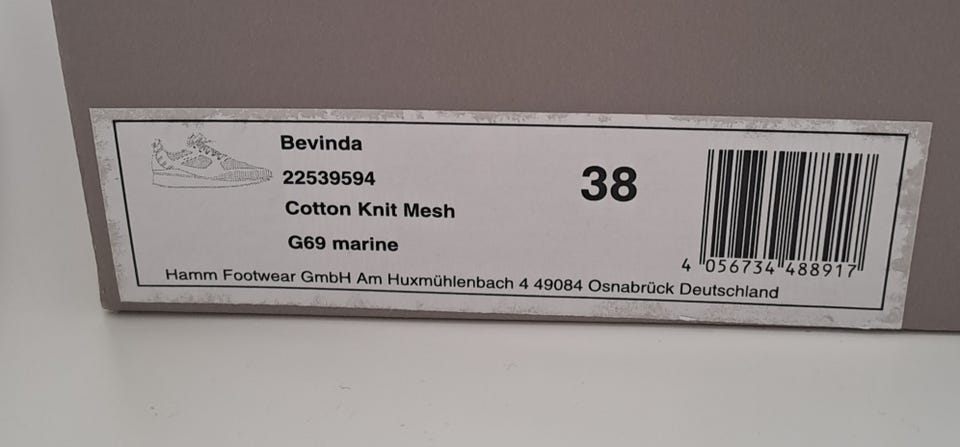 Bevinda
22539594
Cotton Knit Mesh
G69 marine
38
4 056734 488917
Hamm Footwear GmbH Am Huxmühlenbach 4 49084 Osnabrück Deutschland